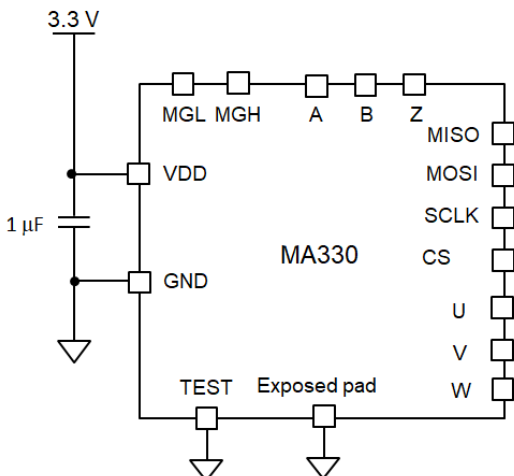 3.3 V
MGL MGH A B Z
MISO
VDD
MOSI
SCLK
1 μF
MA330
CS
GND
U
V
TEST Exposed pad
W